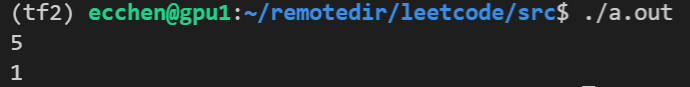 (tf2) ecchen@gpu1:~/remotedir/leetcode/src$ ./a.out
5
1